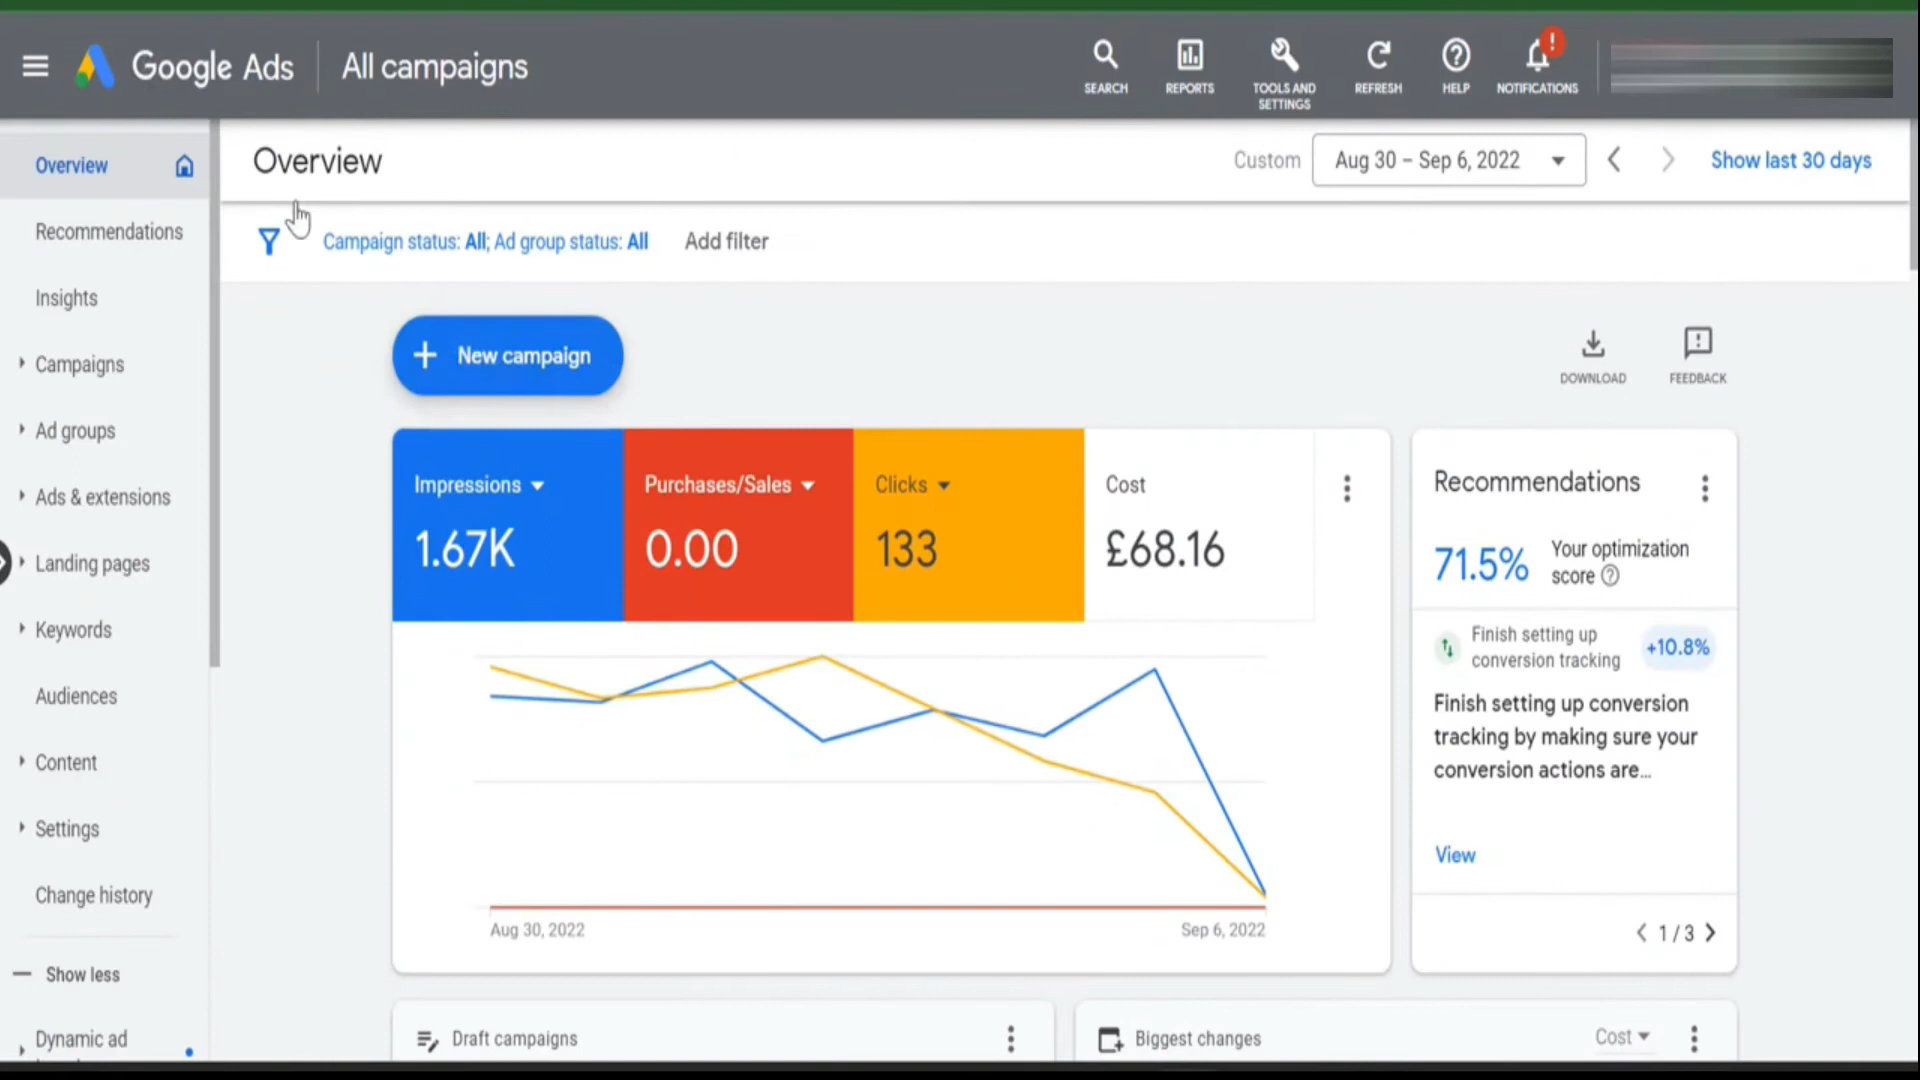 Google Ads
All campaigns
SEARCH
REPORTS
TOOLS AND
SETTINGS
REFRESH
HELP
!
NOTIFICATIONS
Overview
Recommendations
Insights
Campaigns
Ad groups
Ads & extensions
Landing pages
Keywords
Audiences
Content
Settings
Change history
Show less
Dynamic ad
Overview
Custom
Aug 30 – Sep 6, 2022
Show last 30 days
Campaign status: All; Ad group status: All
Add filter
New campaign
DOWNLOAD
FEEDBACK
Impressions
1.67K
Purchases/Sales
0.00
Clicks
133
Cost
£68.16
Aug 30, 2022
Sep 6, 2022
Recommendations
71.5%
Your optimization
score
Finish setting up
conversion tracking
+10.8%
Finish setting up conversion
tracking by making sure your
conversion actions are...
View
1 / 3
Draft campaigns
Biggest changes
Cost